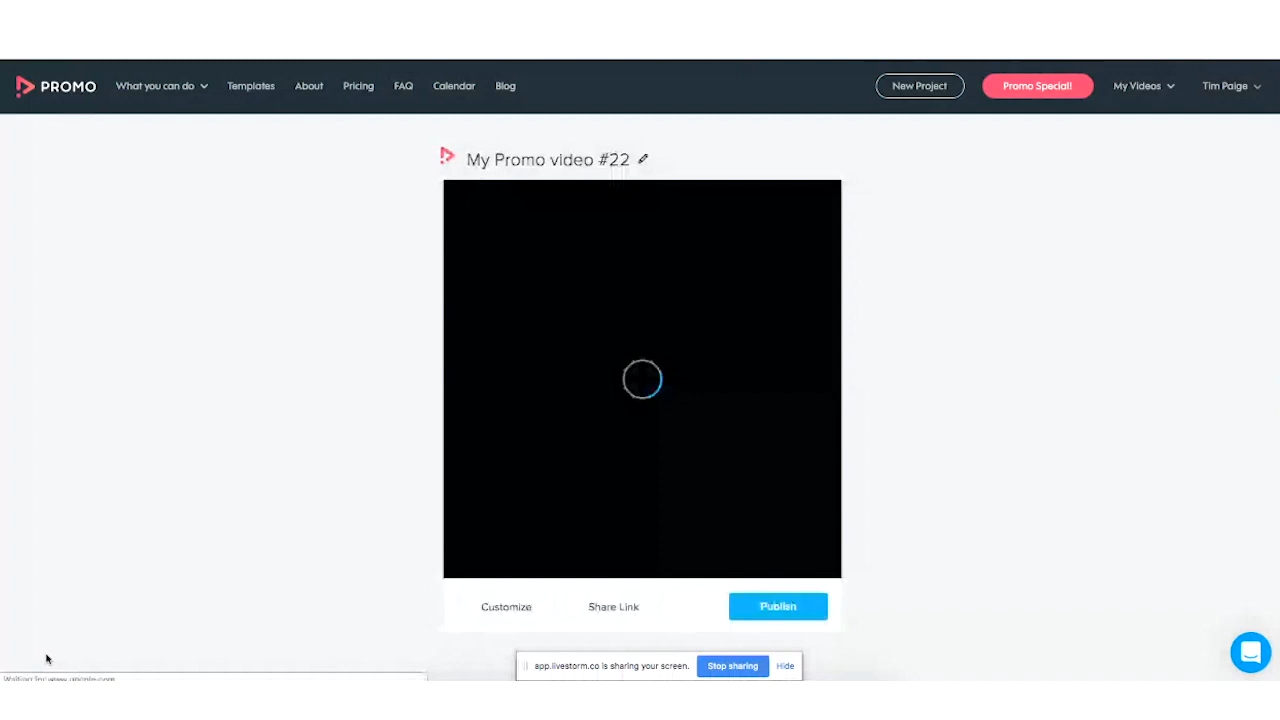 PROMO What you can do Templates About Pricing FAQ Calendar Blog New Project Promo Special! My Videos Tim Paige
My Promo video #22
Customize Share Link Publish
app.livestorm.co is sharing your screen. Stop sharing Hide